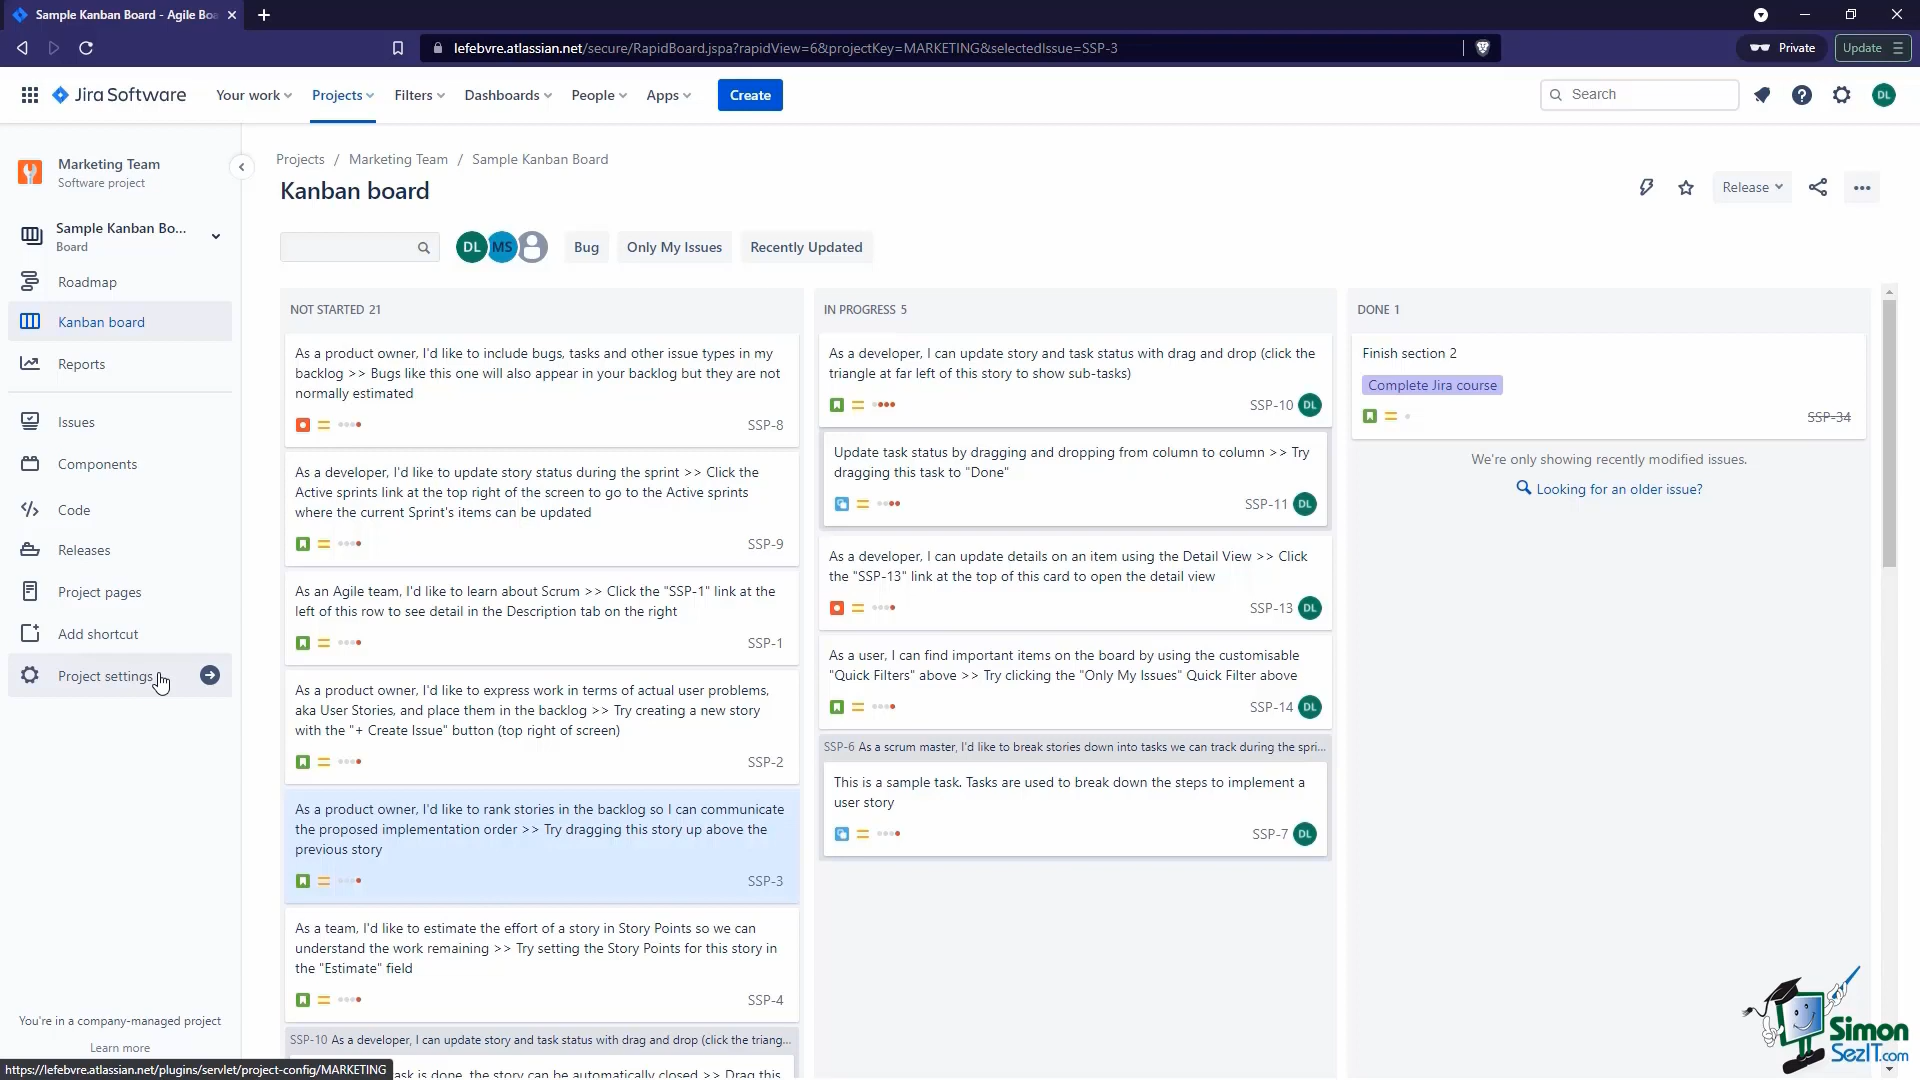 Sample Kanban Board - Agile Boa
lefebvre.atlassian.net/secure/RapidBoard.jspa?rapidView=6&projectKey=MARKETING&selectedIssue=SSP-3
Private
Update
Jira Software
Your work
Projects
Filters
Dashboards
People
Apps
Create
Search
DL
Marketing Team
Software project
Sample Kanban Bo...
Board
Roadmap
Kanban board
Reports
Issues
Components
Code
Releases
Project pages
Add shortcut
Project settings
You're in a company-managed project
Learn more
https://lefebvre.atlassian.net/plugins/servlet/project-config/MARKETING
Projects / Marketing Team / Sample Kanban Board
Kanban board
Release
DL
MS
Bug
Only My Issues
Recently Updated
NOT STARTED 21
As a product owner, I'd like to include bugs, tasks and other issue types in my
backlog >> Bugs like this one will also appear in your backlog but they are not
normally estimated
SSP-8
As a developer, I'd like to update story status during the sprint >> Click the
Active sprints link at the top right of the screen to go to the Active sprints
where the current Sprint's items can be updated
SSP-9
As an Agile team, I'd like to learn about Scrum >> Click the "SSP-1" link at the
left of this row to see detail in the Description tab on the right
SSP-1
As a product owner, I'd like to express work in terms of actual user problems,
aka User Stories, and place them in the backlog >> Try creating a new story
with the "+ Create Issue" button (top right of screen)
SSP-2
As a product owner, I'd like to rank stories in the backlog so I can communicate
the proposed implementation order >> Try dragging this story up above the
previous story
SSP-3
As a team, I'd like to estimate the effort of a story in Story Points so we can
understand the work remaining >> Try setting the Story Points for this story in
the "Estimate" field
SSP-4
SSP-10 As a developer, I can update story and task status with drag and drop (click the triang...
ask is done, the story can be automatically closed >> Drag this
IN PROGRESS 5
As a developer, I can update story and task status with drag and drop (click the
triangle at far left of this story to show sub-tasks)
SSP-10 DL
Update task status by dragging and dropping from column to column >> Try
dragging this task to "Done"
SSP-11 DL
As a developer, I can update details on an item using the Detail View >> Click
the "SSP-13" link at the top of this card to open the detail view
SSP-13 DL
As a user, I can find important items on the board by using the customisable
"Quick Filters" above >> Try clicking the "Only My Issues" Quick Filter above
SSP-14 DL
SSP-6 As a scrum master, I'd like to break stories down into tasks we can track during the spri...
This is a sample task. Tasks are used to break down the steps to implement a
user story
SSP-7 DL
DONE 1
Finish section 2
Complete Jira course
SSP-34
We're only showing recently modified issues.
Looking for an older issue?
Simon
SezIT.com